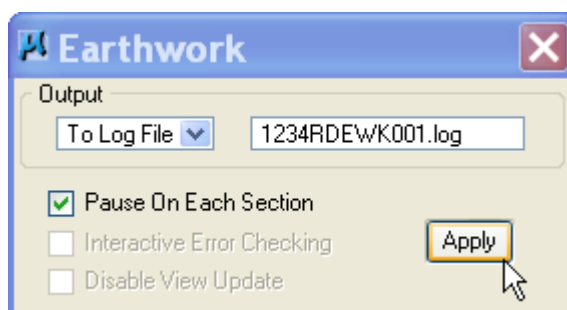 Earthwork
Output
To Log File
1234RDEWK001.log
Pause On Each Section
Interactive Error Checking
Apply
Disable View Update